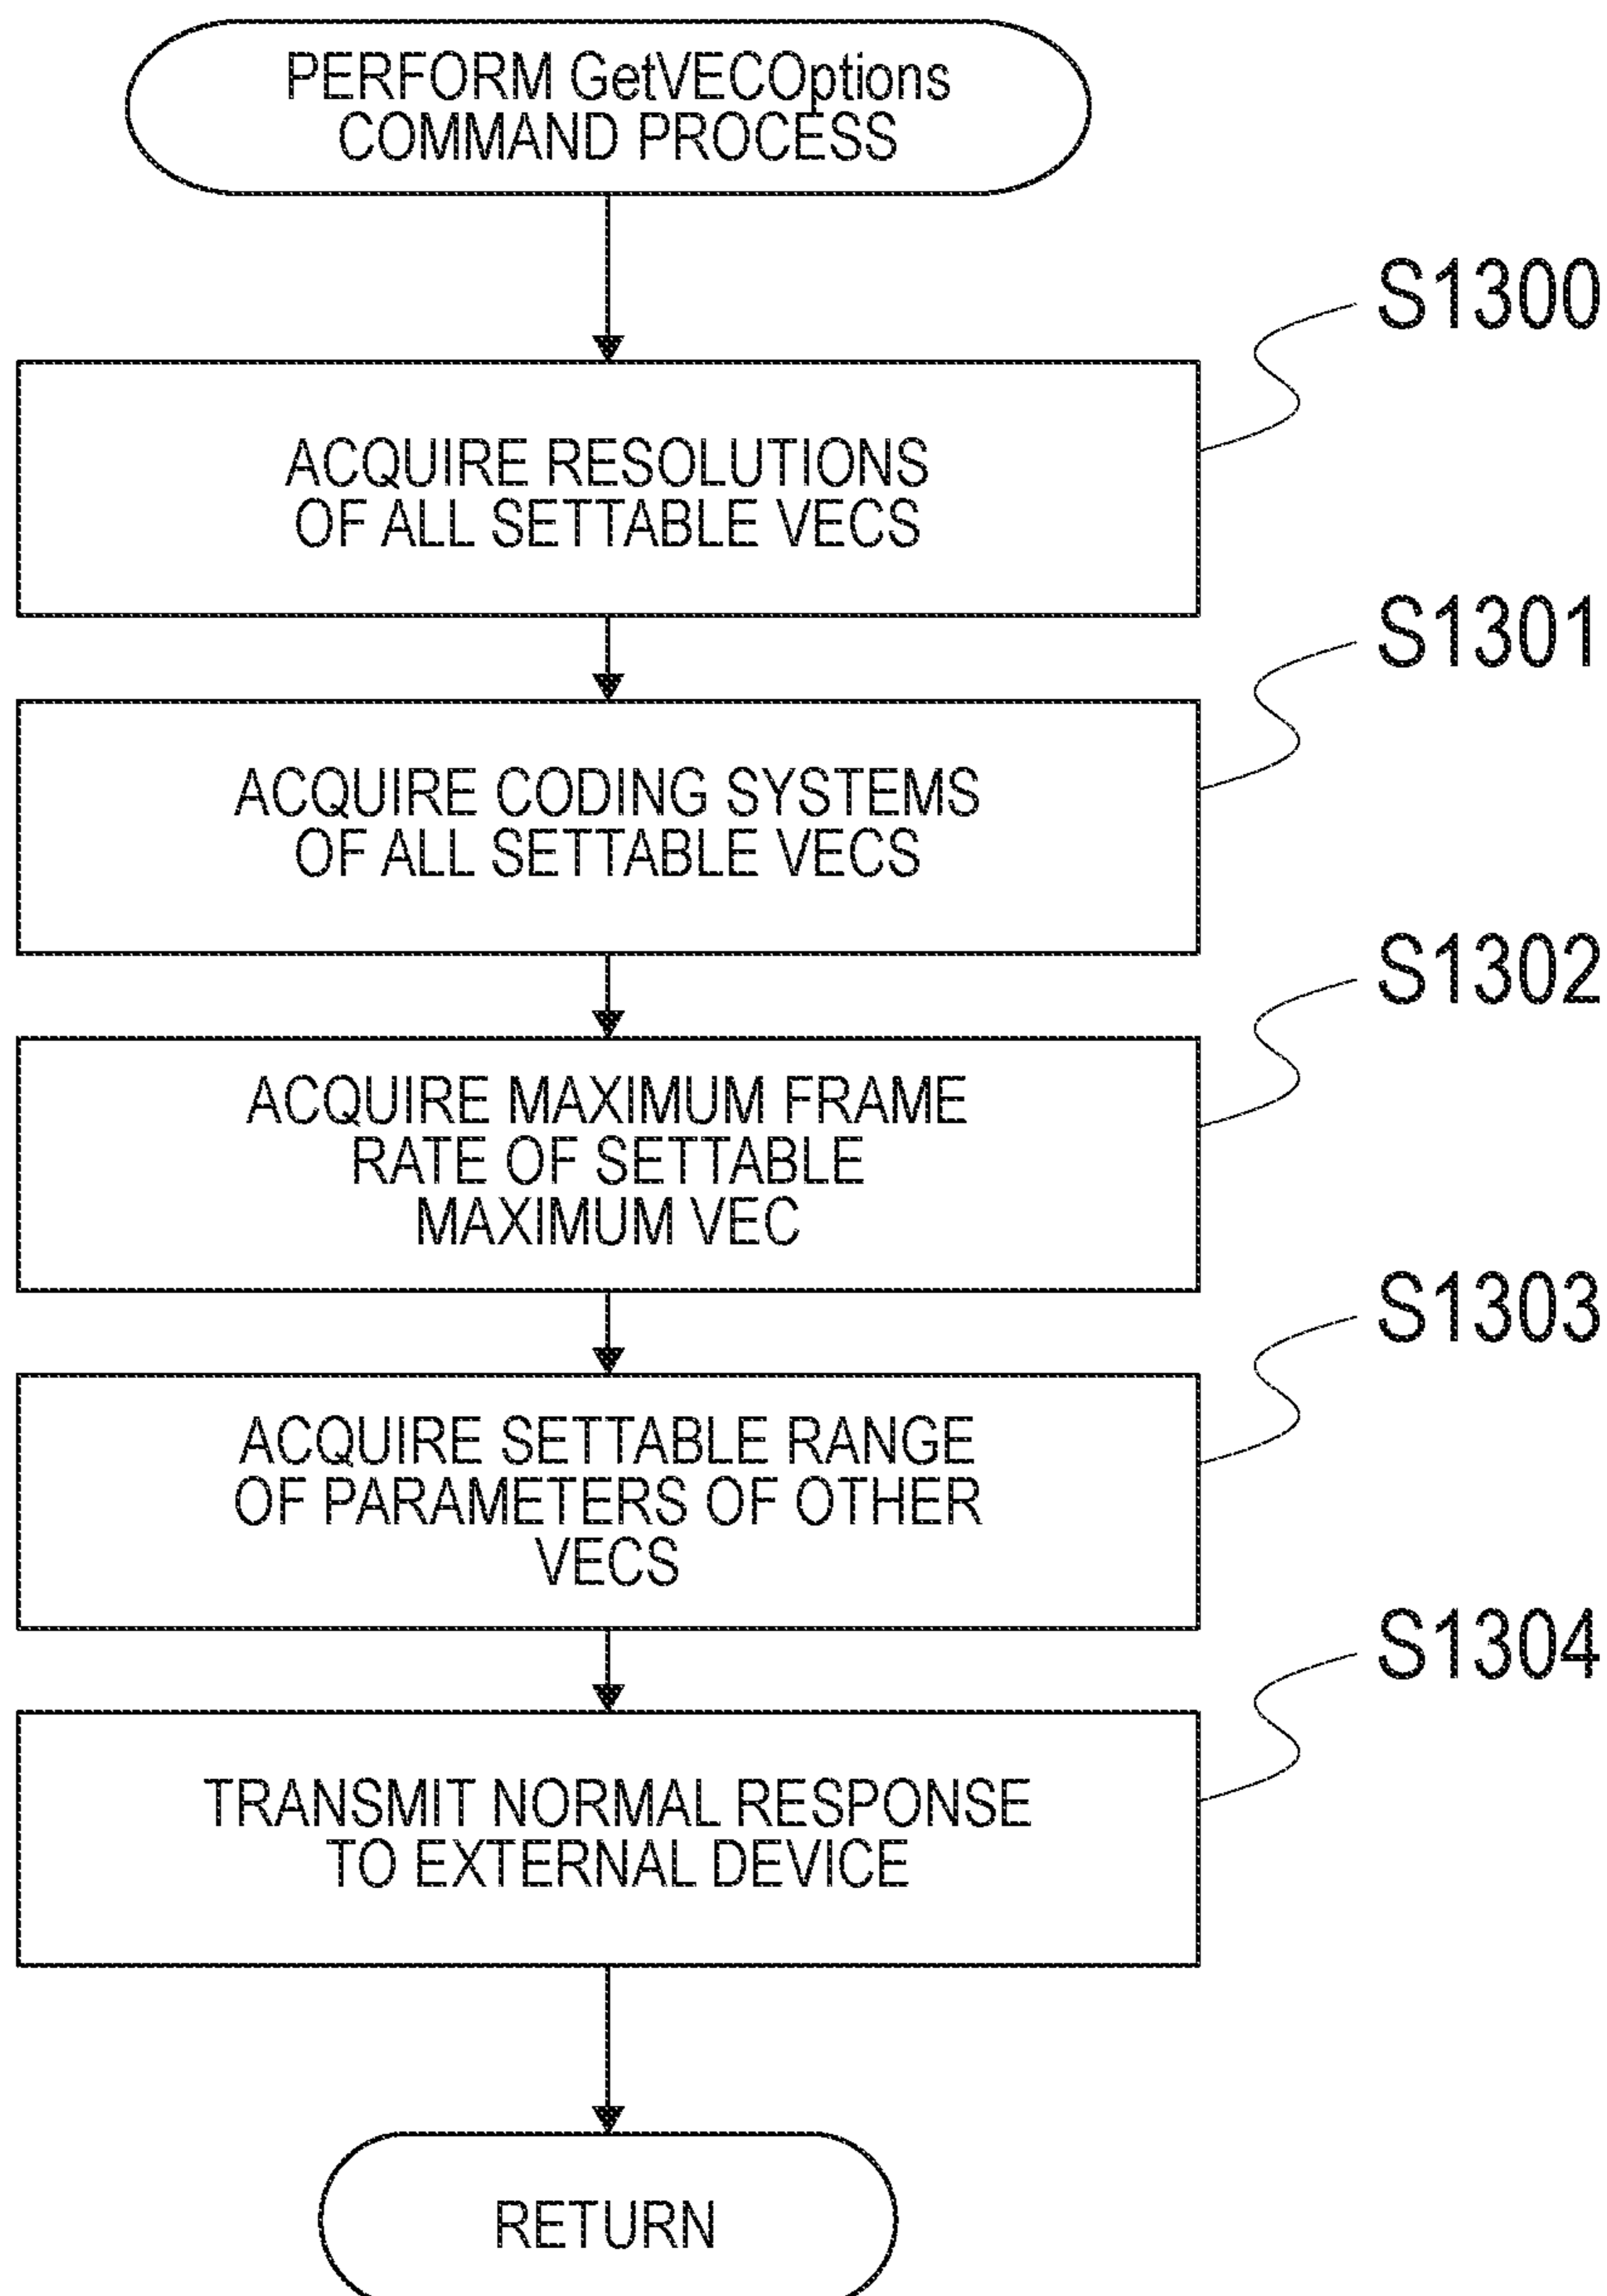 PERFORM GetVECOptions
COMMAND PROCESS
S1300
ACQUIRE RESOLUTIONS
OF ALL SETTABLE VECS
S1301
ACQUIRE CODING SYSTEMS
OF ALL SETTABLE VECS
S1302
ACQUIRE MAXIMUM FRAME
RATE OF SETTABLE
MAXIMUM VEC
S1303
ACQUIRE SETTABLE RANGE
OF PARAMETERS OF OTHER
VECS
S1304
TRANSMIT NORMAL RESPONSE
TO EXTERNAL DEVICE
RETURN